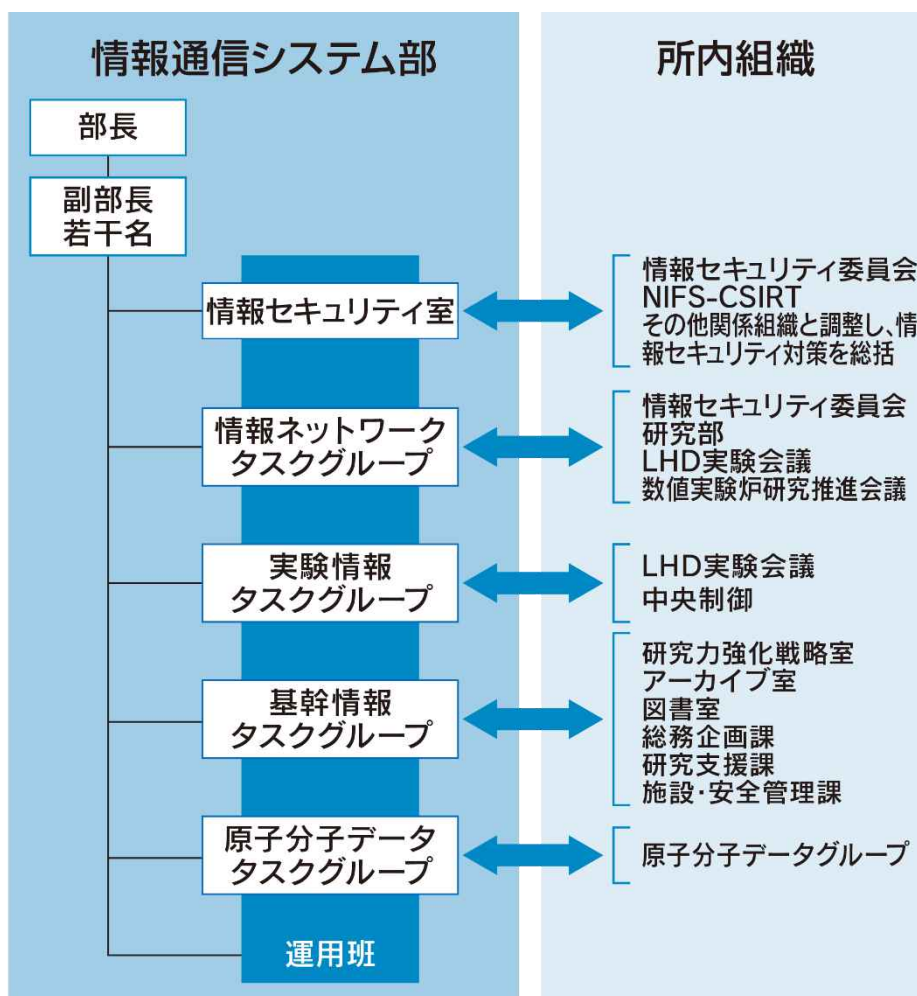 情報通信システム部
所内組織
部長
副部長
若干名
情報セキュリティ室
情報セキュリティ委員会
NIFS-CSIRT
その他関係組織と調整し、情
報セキュリティ対策を総括
情報ネットワーク
タスクグループ
情報セキュリティ委員会
研究部
LHD実験会議
数値実験炉研究推進会議
実験情報
タスクグループ
LHD実験会議
中央制御
基幹情報
タスクグループ
研究力強化戦略室
アーカイブ室
図書室
総務企画課
研究支援課
施設・安全管理課
原子分子データ
タスクグループ
原子分子データグループ
運用班